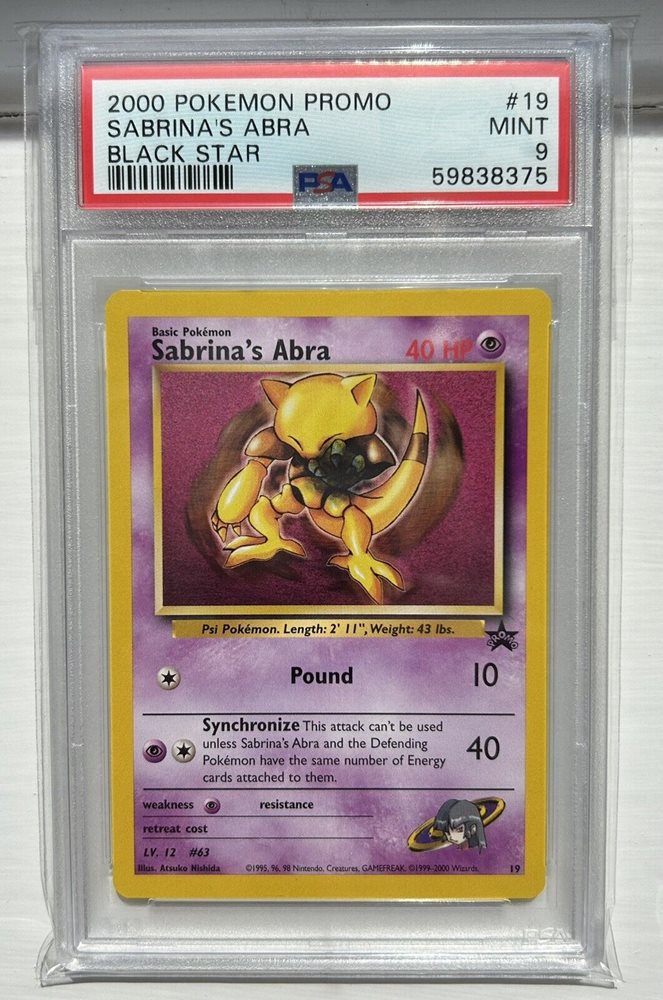 2000 POKEMON PROMO #19
SABRINA'S ABRA MINT
BLACK STAR 9
PSA 59838375
Basic Pokémon
Sabrina's Abra 40 HP
Psi Pokémon. Length: 2' 11", Weight: 43 lbs.
PROMO
Pound 10
Synchronize This attack can't be used
unless Sabrina's Abra and the Defending
Pokémon have the same number of Energy
cards attached to them.
40
weakness resistance
retreat cost
LV. 12 #63
Illus. Atsuko Nishida ©1995, 96, 98 Nintendo, Creatures, GAMEFREAK. ©1999-2000 Wizards. 19
PSA